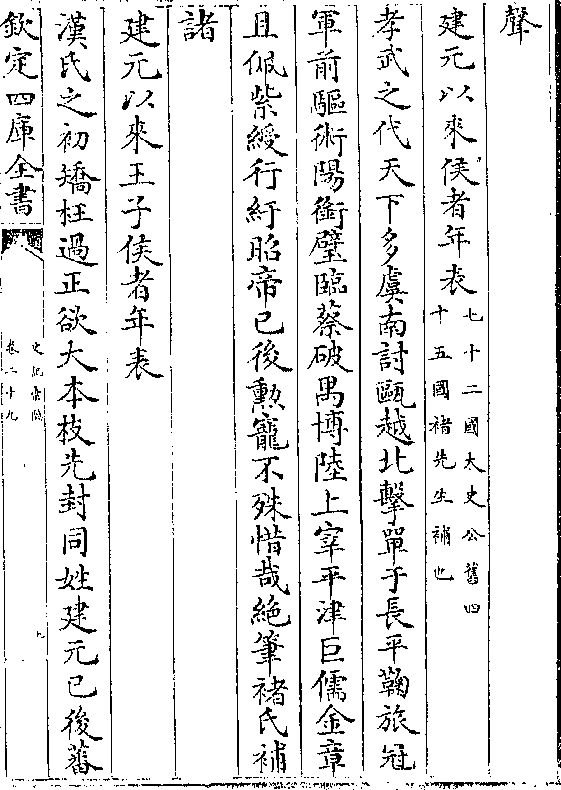 聲
建元以來侯者年表
七十二國太史公舊四
十五國褚先生補也
孝武之代天下多虞南討甌越北擊單于長平鞠旅冠
軍前驅術陽銜璧臨蔡破禺博陸上宰平津巨儒金章
且佩紫綬行紆昭帝已後勲寵不殊惜哉絶筆褚氏補
諸
建元以來王子侯者年表
漢氏之初矯枉過正欲大本枝先封同姓建元已後蕃
欽定四庫全書
史記索隱
卷二十九
九